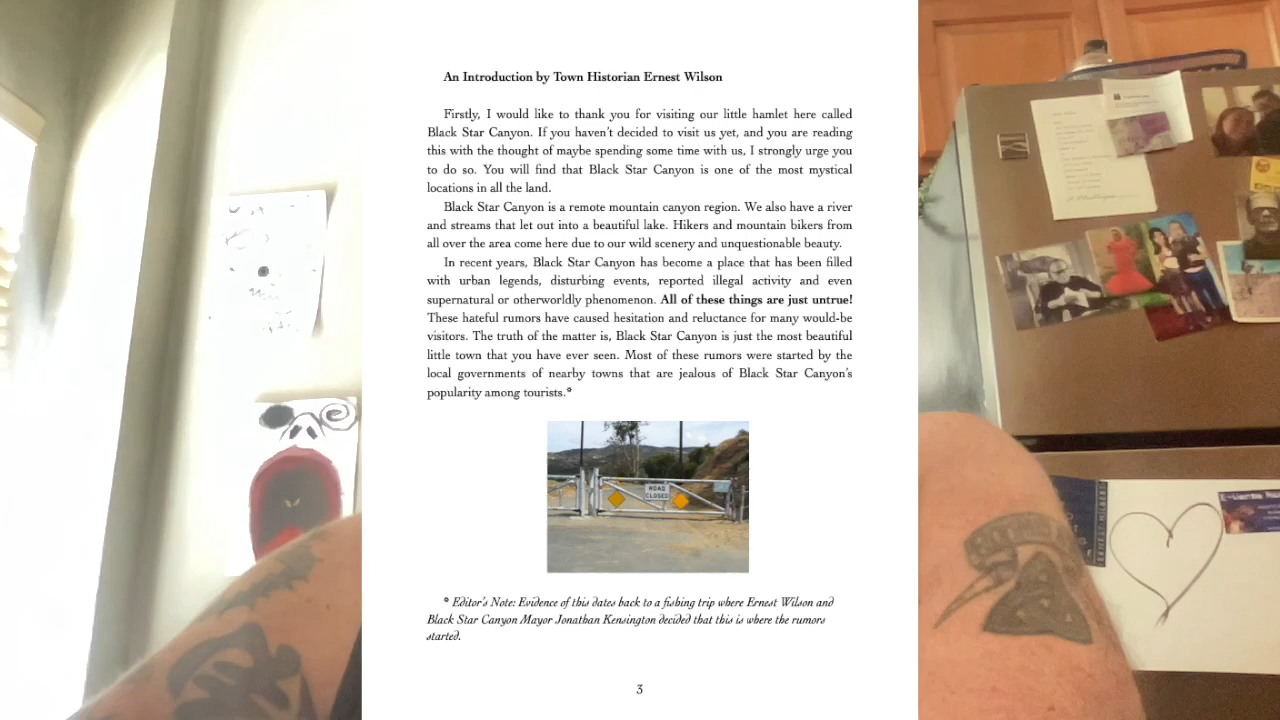 An Introduction by Town Historian Ernest Wilson
Firstly, I would like to thank you for visiting our little hamlet here called
Black Star Canyon. If you haven't decided to visit us yet, and you are reading
this with the thought of maybe spending some time with us, I strongly urge you
to do so. You will find that Black Star Canyon is one of the most mystical
locations in all the land.
Black Star Canyon is a remote mountain canyon region. We also have a river
and streams that let out into a beautiful lake. Hikers and mountain bikers from
all over the area come here due to our wild scenery and unquestionable beauty.
In recent years, Black Star Canyon has become a place that has been filled
with urban legends, disturbing events, reported illegal activity and even
supernatural or otherworldly phenomenon. All of these things are just untrue!
These hateful rumors have caused hesitation and reluctance for many would-be
visitors. The truth of the matter is, Black Star Canyon is just the most beautiful
little town that you have ever seen. Most of these rumors were started by the
local governments of nearby towns that are jealous of Black Star Canyon's
popularity among tourists.*
ROAD
CLOSED
* Editor's Note: Evidence of this dates back to a fishing trip where Ernest Wilson and
Black Star Canyon Mayor Jonathan Kensington decided that this is where the rumors
started.
3